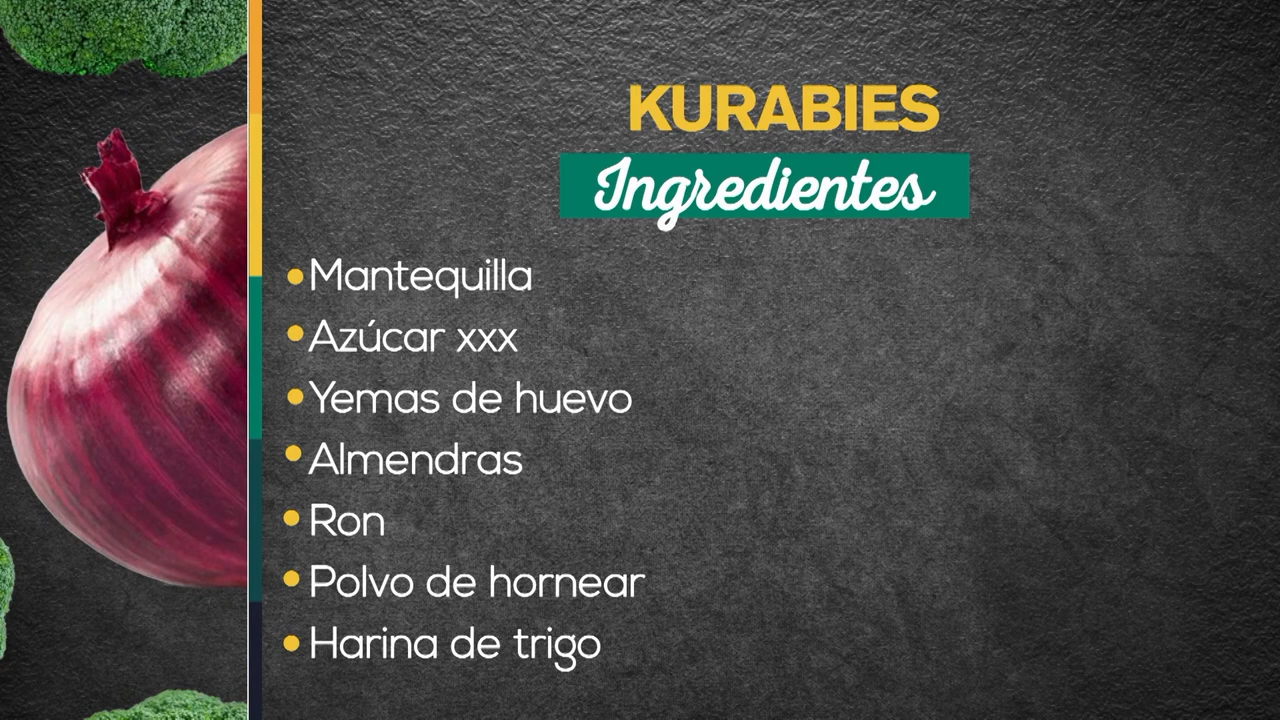 KURABIES
Ingredientes
Mantequilla
Azúcar xxx
Yemas de huevo
Almendras
Ron
Polvo de hornear
Harina de trigo